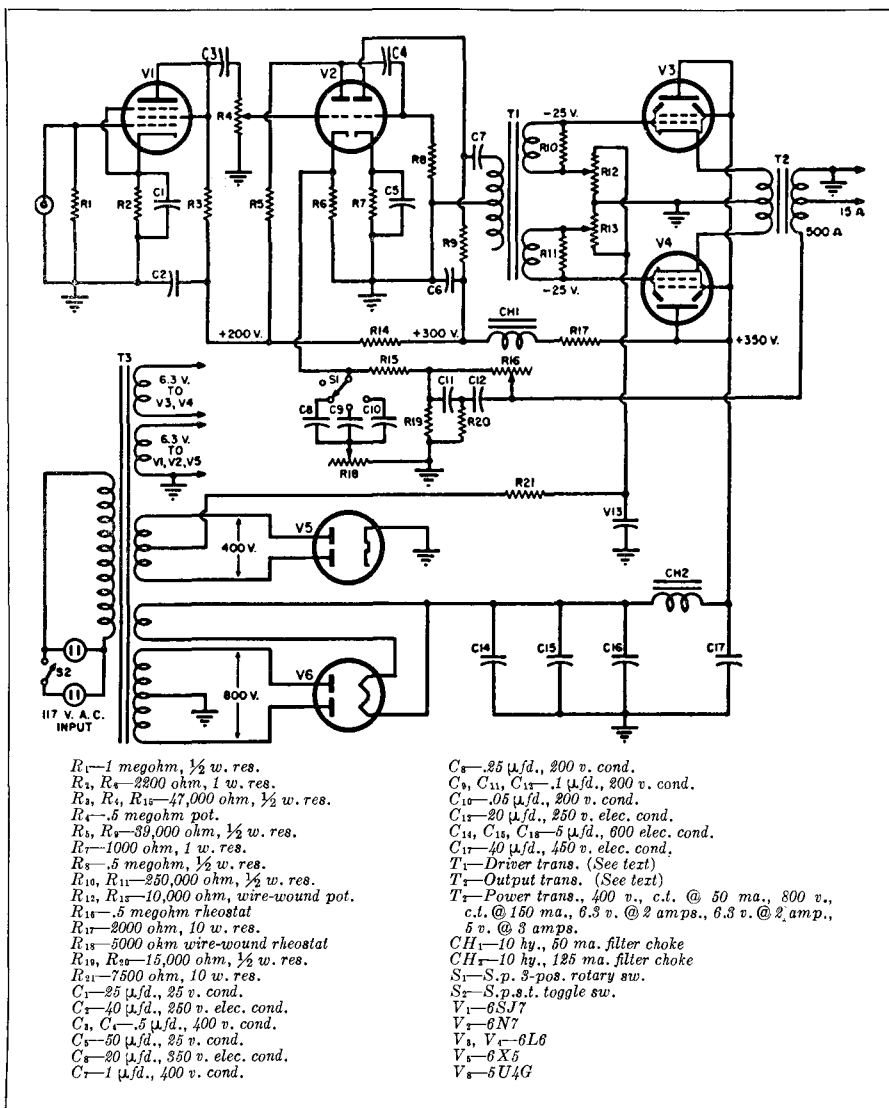 V1
C3
R4
R1
R2
C1
R3
C2
V2
C4
R5
R6
R7
C5
R8
C6
R9
C7
T1
-25 V.
R10
R12
R13
R11
-25 V.
V3
V4
T2
15 Ω
500 Ω
+200 V.
R14
+300 V.
CH1
R17
+350 V.
S1
R15
R16
C11
C12
C8
C9
C10
R19
R20
R18
T3
6.3 V.
TO
V3, V4
6.3 V.
TO
V1, V2, V5
R21
V13
400 V.
V5
CH2
S2
117 V. A.C.
INPUT
800 V.
V6
C14
C15
C16
C17
R₁—1 megohm, ½ w. res.
R₂, R₆—2200 ohm, 1 w. res.
R₃, R₄, R₁₅—47,000 ohm, ½ w. res.
R₄—.5 megohm pot.
R₅, R₉—39,000 ohm, ½ w. res.
R₇—1000 ohm, 1 w. res.
R₈—.5 megohm, ½ w. res.
R₁₀, R₁₁—250,000 ohm, ½ w. res.
R₁₂, R₁₃—10,000 ohm, wire-wound pot.
R₁₆—.5 megohm rheostat
R₁₇—2000 ohm, 10 w. res.
R₁₈—5000 ohm wire-wound rheostat
R₁₉, R₂₀—15,000 ohm, ½ w. res.
R₂₁—7500 ohm, 10 w. res.
C₁—25 μfd., 25 v. cond.
C₂—40 μfd., 250 v. elec. cond.
C₃, C₄—.5 μfd., 400 v. cond.
C₅—50 μfd., 25 v. cond.
C₆—20 μfd., 350 v. elec. cond.
C₇—1 μfd., 400 v. cond.
C₈—.25 μfd., 200 v. cond.
C₉, C₁₁, C₁₂—.1 μfd., 200 v. cond.
C₁₀—.05 μfd., 200 v. cond.
C₁₃—20 μfd., 250 v. elec. cond.
C₁₄, C₁₅, C₁₆—5 μfd., 600 elec. cond.
C₁₇—40 μfd., 450 v. elec. cond.
T₁—Driver trans. (See text)
T₂—Output trans. (See text)
T₃—Power trans., 400 v., c.t. @ 50 ma., 800 v.,
c.t. @ 150 ma., 6.3 v. @ 2 amps., 6.3 v. @ 2 amp.,
5 v. @ 3 amps.
CH₁—10 hy., 50 ma. filter choke
CH₂—10 hy., 125 ma. filter choke
S₁—S.p. 3-pos. rotary sw.
S₂—S.p.s.t. toggle sw.
V₁—6SJ7
V₂—6N7
V₃, V₄—6L6
V₅—6X5
V₆—5U4G